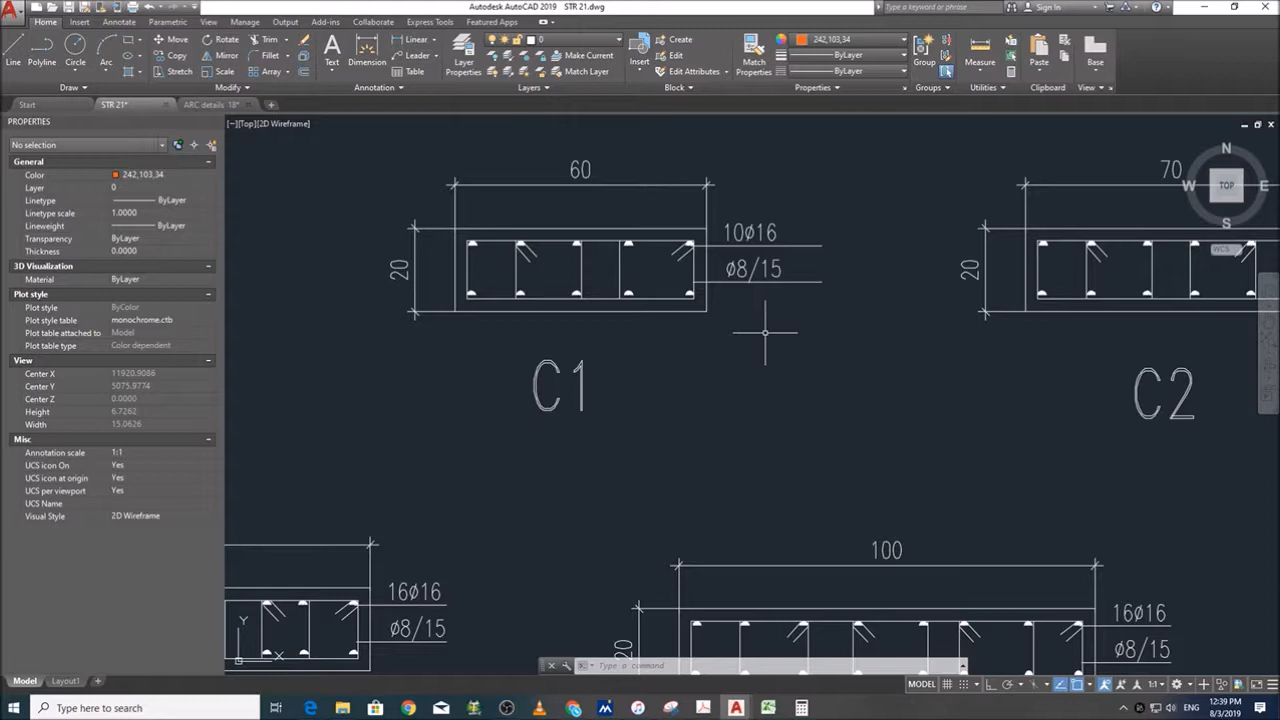 Autodesk AutoCAD 2019 STR 21.dwg
Type a keyword or phrase
Sign In
Home Insert Annotate Parametric View Manage Output Add-ins Collaborate Express Tools Featured Apps
Line Polyline Circle Arc
Move Rotate Trim
Copy Mirror Fillet
Stretch Scale Array
Text Dimension
Linear
Leader
Table
Layer Properties
0
Make Current
Match Layer
Insert
Create
Edit
Edit Attributes
Match Properties
242,103,34
ByLayer
ByLayer
Group Measure Paste Base
Draw Modify Annotation Layers Block Properties Groups Utilities Clipboard View
Start STR 21* ARC details 18*
PROPERTIES
No selection
General
Color 242,103,34
Layer 0
Linetype ByLayer
Linetype scale 1.0000
Lineweight ByLayer
Transparency ByLayer
Thickness 0.0000
3D Visualization
Material ByLayer
Plot style
Plot style ByColor
Plot style table monochrome.ctb
Plot table attached to Model
Plot table type Color dependent
View
Center X 11920.9086
Center Y 5075.9774
Center Z 0.0000
Height 6.7262
Width 15.0626
Misc
Annotation scale 1:1
UCS icon On Yes
UCS icon at origin Yes
UCS per viewport Yes
UCS Name
Visual Style 2D Wireframe
[−][Top][2D Wireframe]
60
20
10ø16
ø8/15
C1
70
20
C2
N
W TOP E
S
WCS
16ø16
ø8/15
Y
X
100
20
16ø16
ø8/15
Type a command
Model Layout1
MODEL
1:1
Type here to search
ENG
12:39 PM
8/3/2019